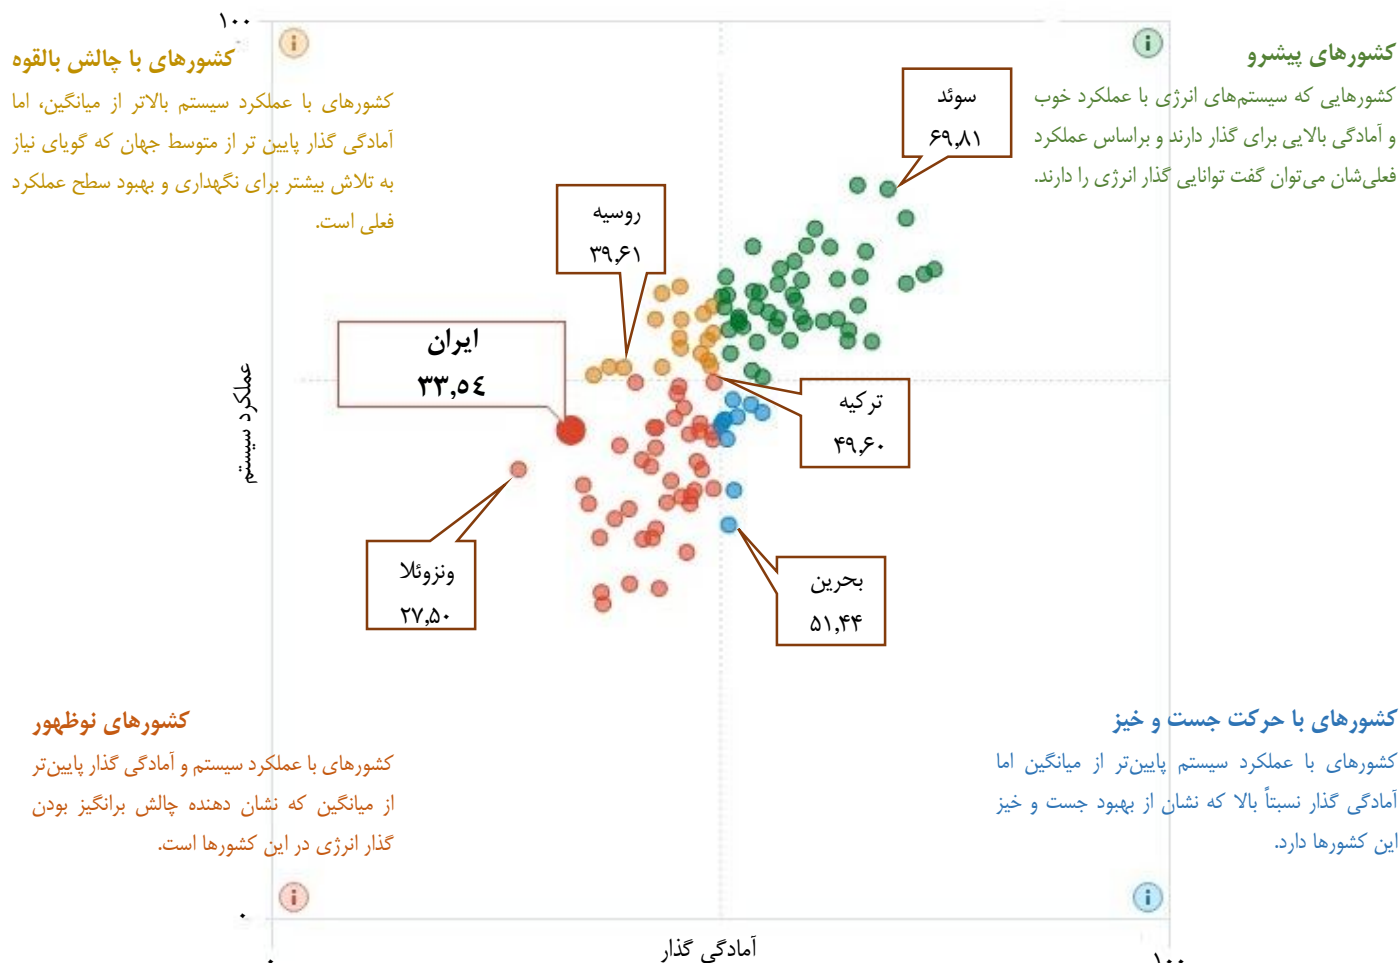 ۱۰۰
کشورهای با چالش بالقوه
کشورهای با عملکرد سیستم بالاتر از میانگین، اما
آمادگی گذار پایین تر از متوسط جهان که گویای نیاز
به تلاش بیشتر برای نگهداری و بهبود سطح عملکرد
فعلی است.
کشورهای پیشرو
کشورهایی که سیستم‌های انرژی با عملکرد خوب
و آمادگی بالایی برای گذار دارند و براساس عملکرد
فعلی‌شان می‌توان گفت توانایی گذار انرژی را دارند.
سوئد
۶۹٫۸۱
روسیه
۳۹٫۶۱
ایران
۳۳٫٥٤
ترکیه
۴۹٫۶۰
ونزوئلا
۲۷٫۵۰
بحرین
۵۱٫۴۴
عملکرد سیستم
کشورهای نوظهور
کشورهای با عملکرد سیستم و آمادگی گذار پایین‌تر
از میانگین که نشان دهنده چالش برانگیز بودن
گذار انرژی در این کشورها است.
کشورهای با حرکت جست و خیز
کشورهای با عملکرد سیستم پایین‌تر از میانگین اما
آمادگی گذار نسبتاً بالا که نشان از بهبود جست و خیز
این کشورها دارد.
۰
آمادگی گذار
۰
۱۰۰